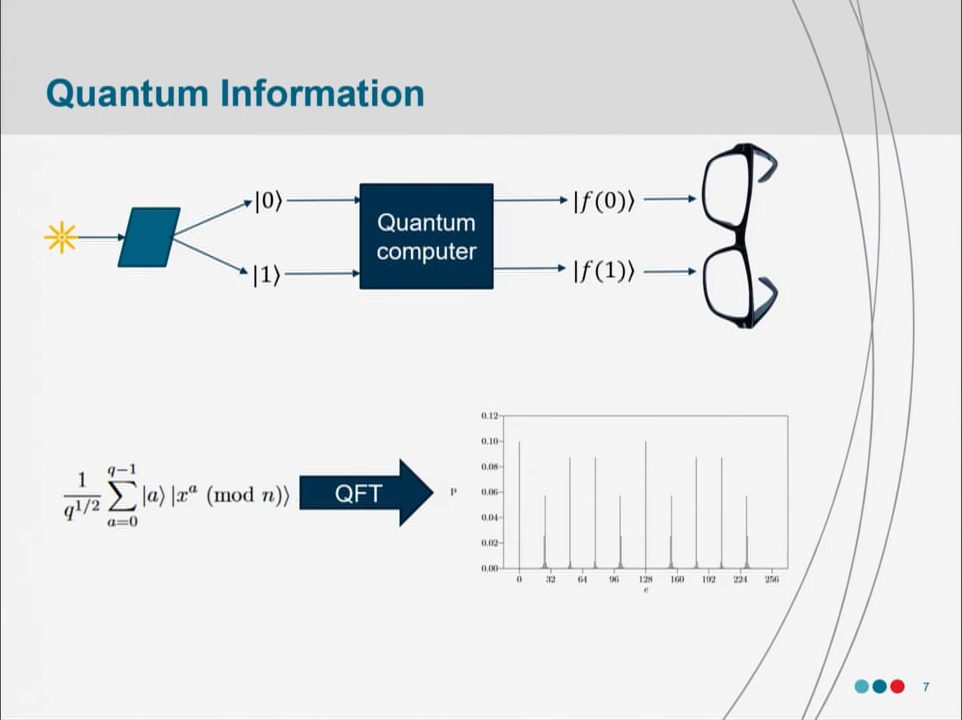 Quantum Information
|0⟩
|1⟩
Quantum
computer
|f(0)⟩
|f(1)⟩
1/q^{1/2} ∑_{a=0}^{q−1} |a⟩ |x^a (mod n)⟩
QFT
P
0.12
0.10
0.08
0.06
0.04
0.02
0.00
0 32 64 96 128 160 192 224 256
c
7